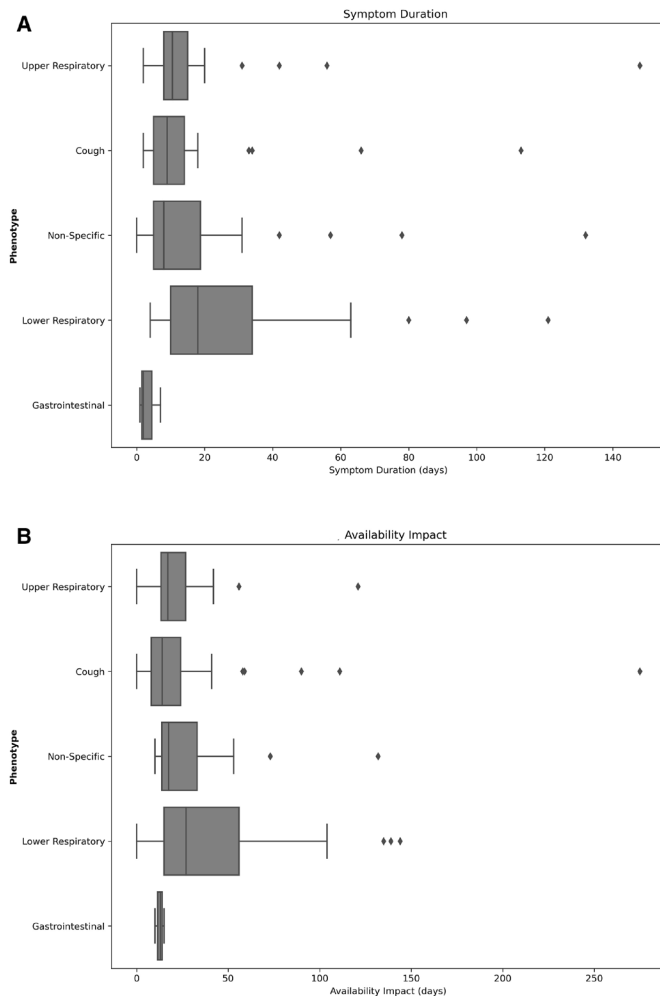 A
Symptom Duration
Upper Respiratory
Cough
Non-Specific
Lower Respiratory
Gastrointestinal
Phenotype
0 20 40 60 80 100 120 140
Symptom Duration (days)
B
Availability Impact
Upper Respiratory
Cough
Non-Specific
Lower Respiratory
Gastrointestinal
Phenotype
0 50 100 150 200 250
Availability Impact (days)